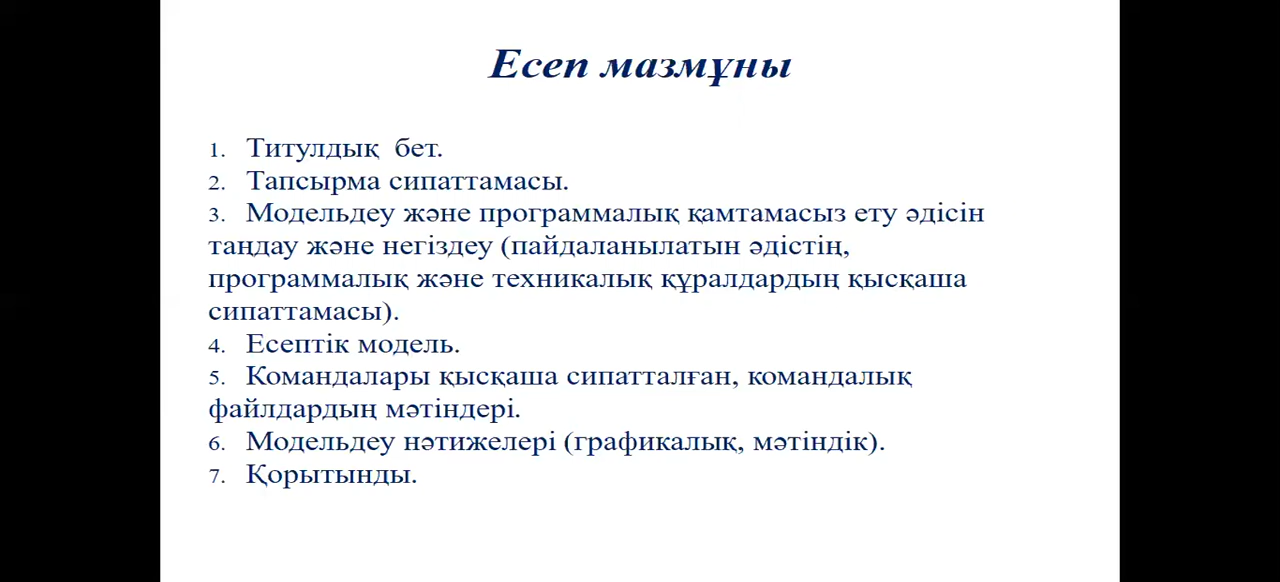 Есеп мазмұны
1. Титулдық бет.
2. Тапсырма сипаттамасы.
3. Модельдеу және программалық қамтамасыз ету әдісін
таңдау және негіздеу (пайдаланылатын әдістің,
программалық және техникалық құралдардың қысқаша
сипаттамасы).
4. Есептік модель.
5. Командалары қысқаша сипатталған, командалық
файлдардың мәтіндері.
6. Модельдеу нәтижелері (графикалық, мәтіндік).
7. Қорытынды.